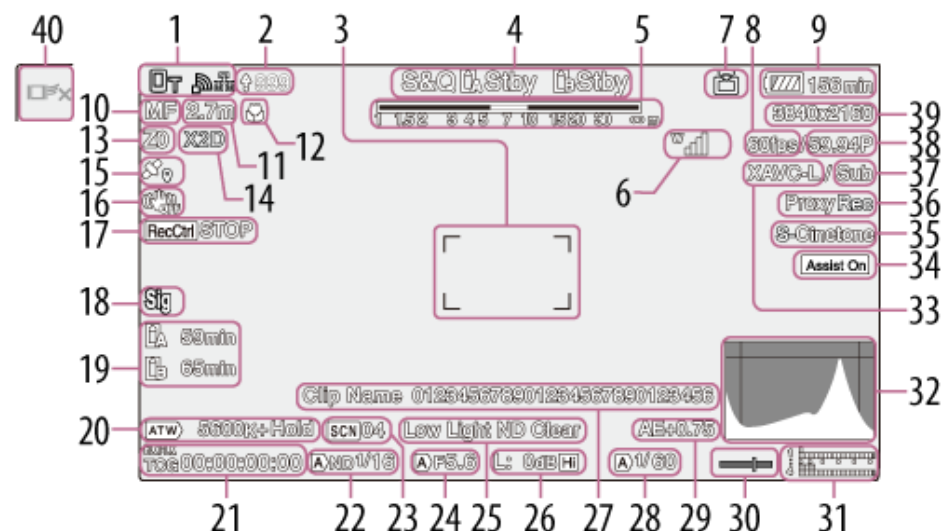 40 1 2 3 4 5 7 8 9
T 999 S&Q A Stby B Stby 156min
10 MF 2.7m 1 1.5 2 3 4 5 7 10 15 20 30 ∞ m 3840x2160 39
13 Z0 X2D 12 W 60fps/59.94P 38
15 11 14 6 XAVC-L/Sub 37
16 Proxy Rec 36
17 RecCtrl STOP S-Cinetone 35
Assist On 34
33
18 Sig
A 59min
19 B 65min 32
Clip Name 012345678901234567890123456
20 ATW 5600K+Hold SCN 04 Low Light ND Clear AE+0.75
TCG 00:00:00:00 A ND1/16 A F5.6 L: 0dB Hi A 1/60
21 22 23 24 25 26 27 28 29 30 31